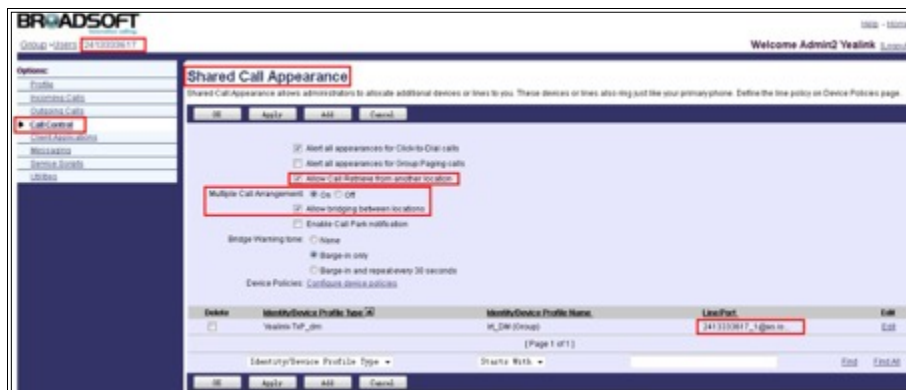 BROADSOFT
Help - Home
Group >Users : 2413333617
Welcome Admin2 Yealink
Options:
Profile
Incoming Calls
Outgoing Calls
Call Control
Client Applications
Messaging
Service Scripts
Utilities
Shared Call Appearance
Shared Call Appearance allows administrators to allocate additional devices or lines to you. These devices or lines also ring just like your primary phone. Define the line policy on Device Policies page.
OK Apply Add Cancel
Alert all appearances for Click-to-Dial calls
Alert all appearances for Group Paging calls
Allow Call Retrieve from another location
Multiple Call Arrangement: On Off
Allow bridging between locations
Enable Call Park notification
Bridge Warning tone: None
Barge-in only
Barge-in and repeat every 30 seconds
Device Policies: Configure device policies
Delete Identity/Device Profile Type Identity/Device Profile Name Line/Port Edit
(Group) Edit
[Page 1 of 1]
Identity/Device Profile Type Starts With Find Find All
OK Apply Add Cancel